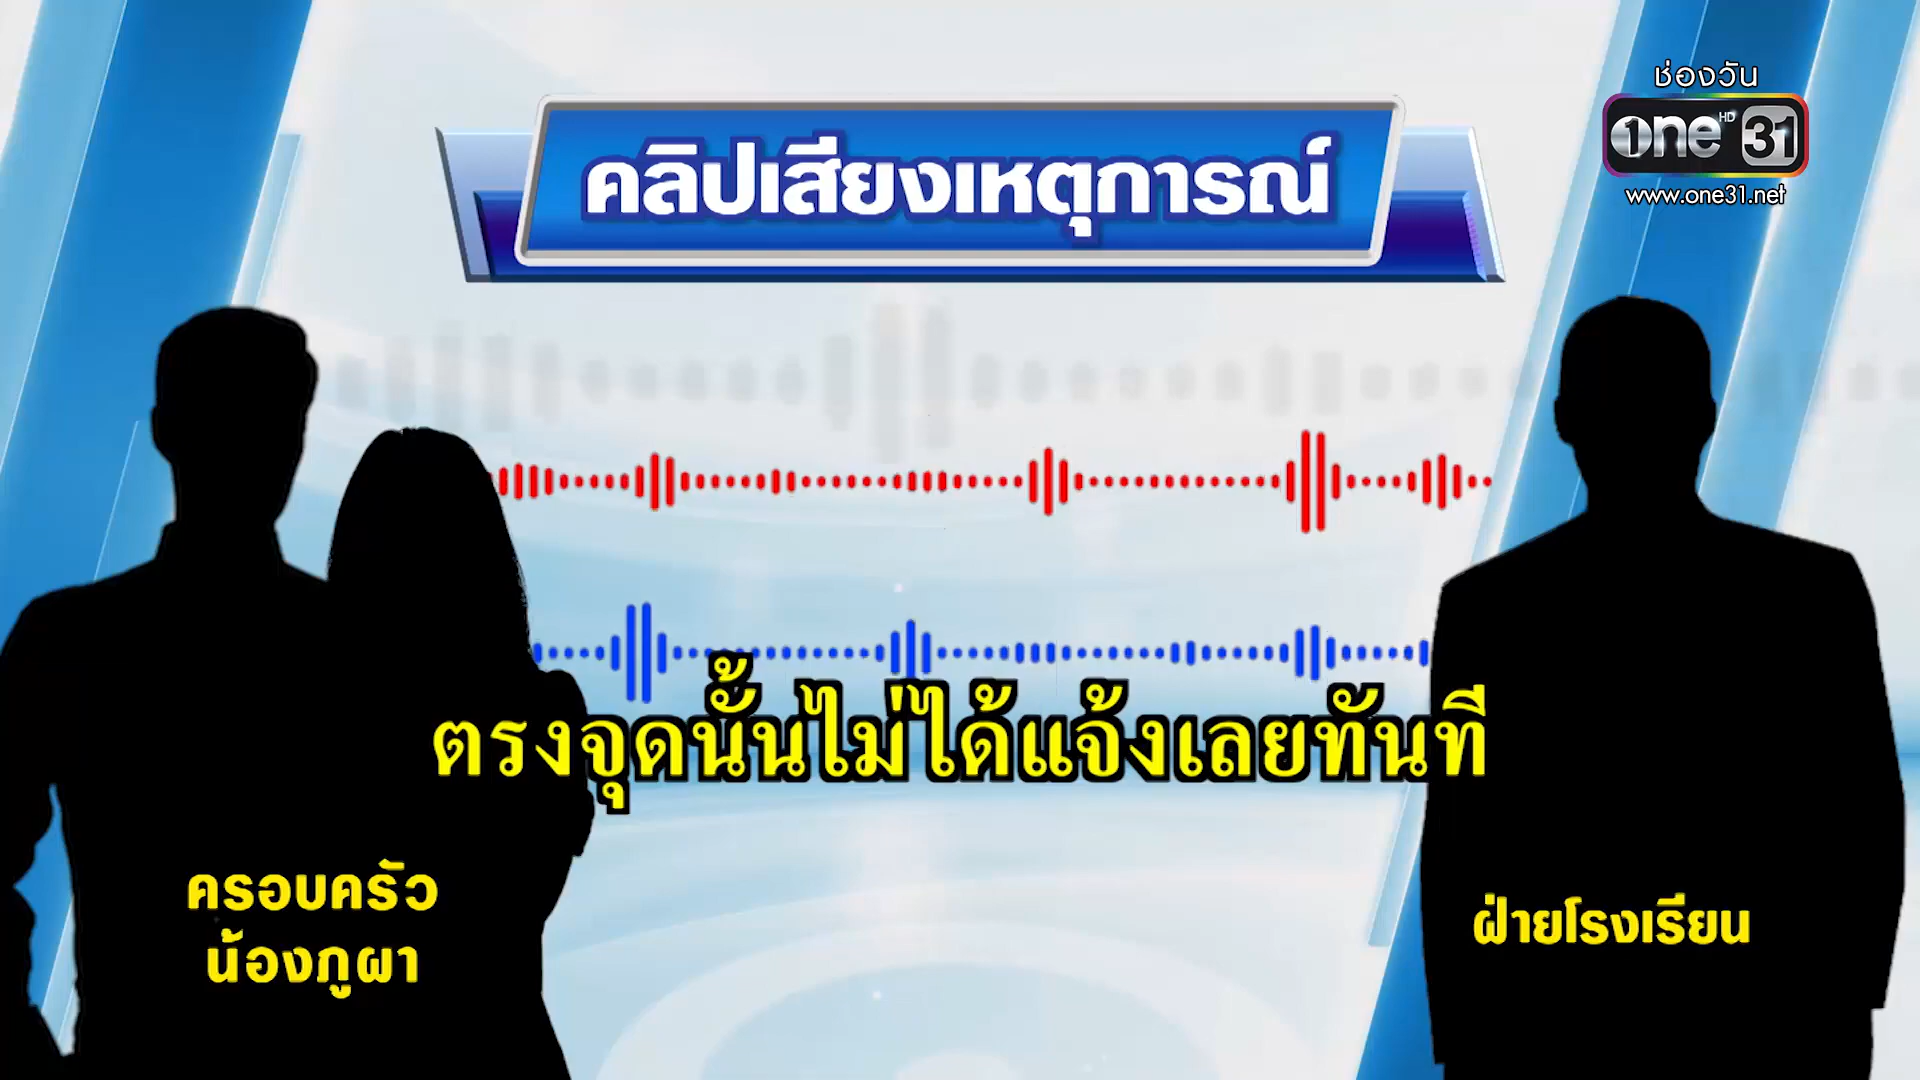 ช่องวัน
one HD 31
www.one31.net
คลิปเสียงเหตุการณ์
ตรงจุดนั้นไม่ได้แจ้งเลยทันที
ครอบครัว
น้องภูผา
ฝ่ายโรงเรียน